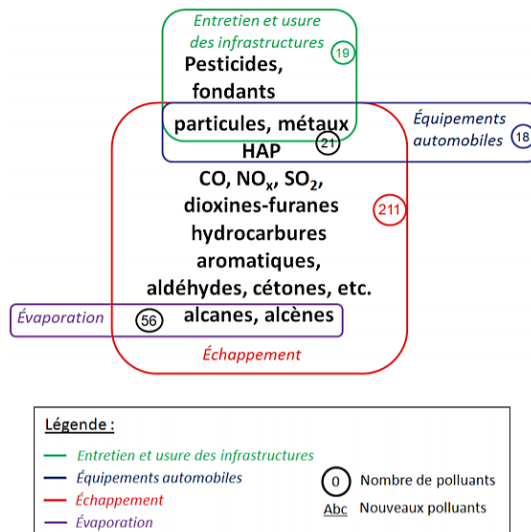 Entretien et usure
des infrastructures
19
Pesticides,
fondants
particules, métaux
Équipements
automobiles
18
HAP
21
CO, NOₓ, SO₂,
dioxines-furanes
211
hydrocarbures
aromatiques,
aldéhydes, cétones, etc.
Évaporation
56
alcanes, alcènes
Échappement
Légende :
Entretien et usure des infrastructures
Équipements automobiles
Échappement
Évaporation
0 Nombre de polluants
Abc Nouveaux polluants